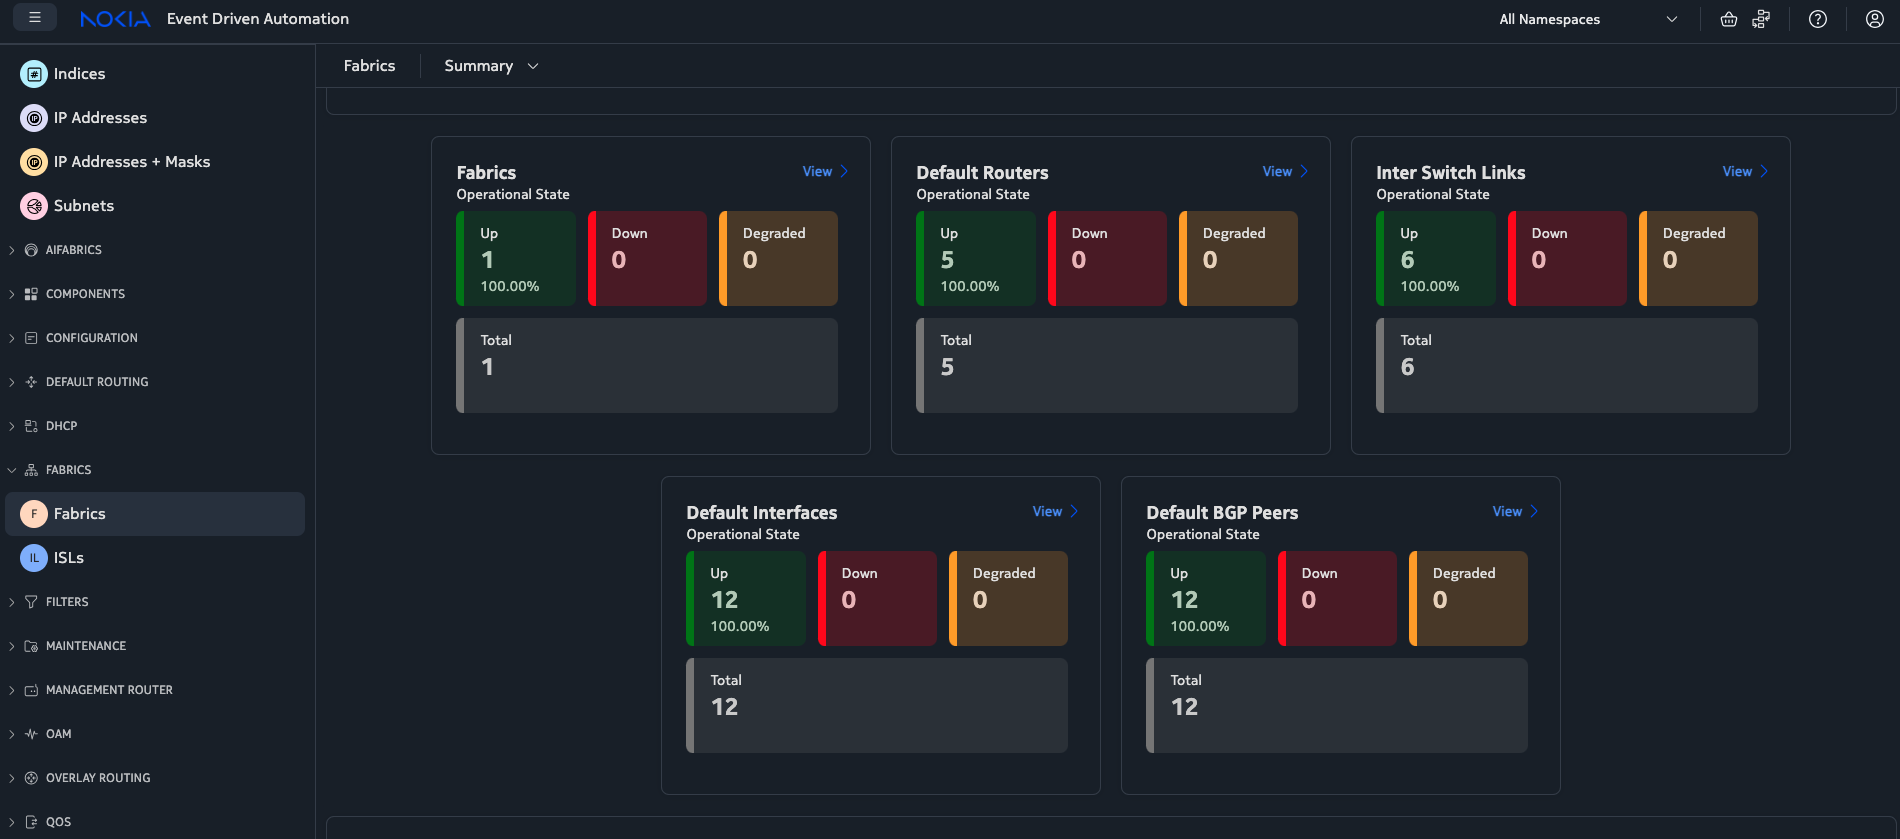 NOKIA Event Driven Automation
All Namespaces
Indices
IP Addresses
IP Addresses + Masks
Subnets
AIFABRICS
COMPONENTS
CONFIGURATION
DEFAULT ROUTING
DHCP
FABRICS
F Fabrics
IL ISLs
FILTERS
MAINTENANCE
MANAGEMENT ROUTER
OAM
OVERLAY ROUTING
QOS
Fabrics
Summary
Fabrics
View
Operational State
Up
1
100.00%
Down
0
Degraded
0
Total
1
Default Routers
View
Operational State
Up
5
100.00%
Down
0
Degraded
0
Total
5
Inter Switch Links
View
Operational State
Up
6
100.00%
Down
0
Degraded
0
Total
6
Default Interfaces
View
Operational State
Up
12
100.00%
Down
0
Degraded
0
Total
12
Default BGP Peers
View
Operational State
Up
12
100.00%
Down
0
Degraded
0
Total
12